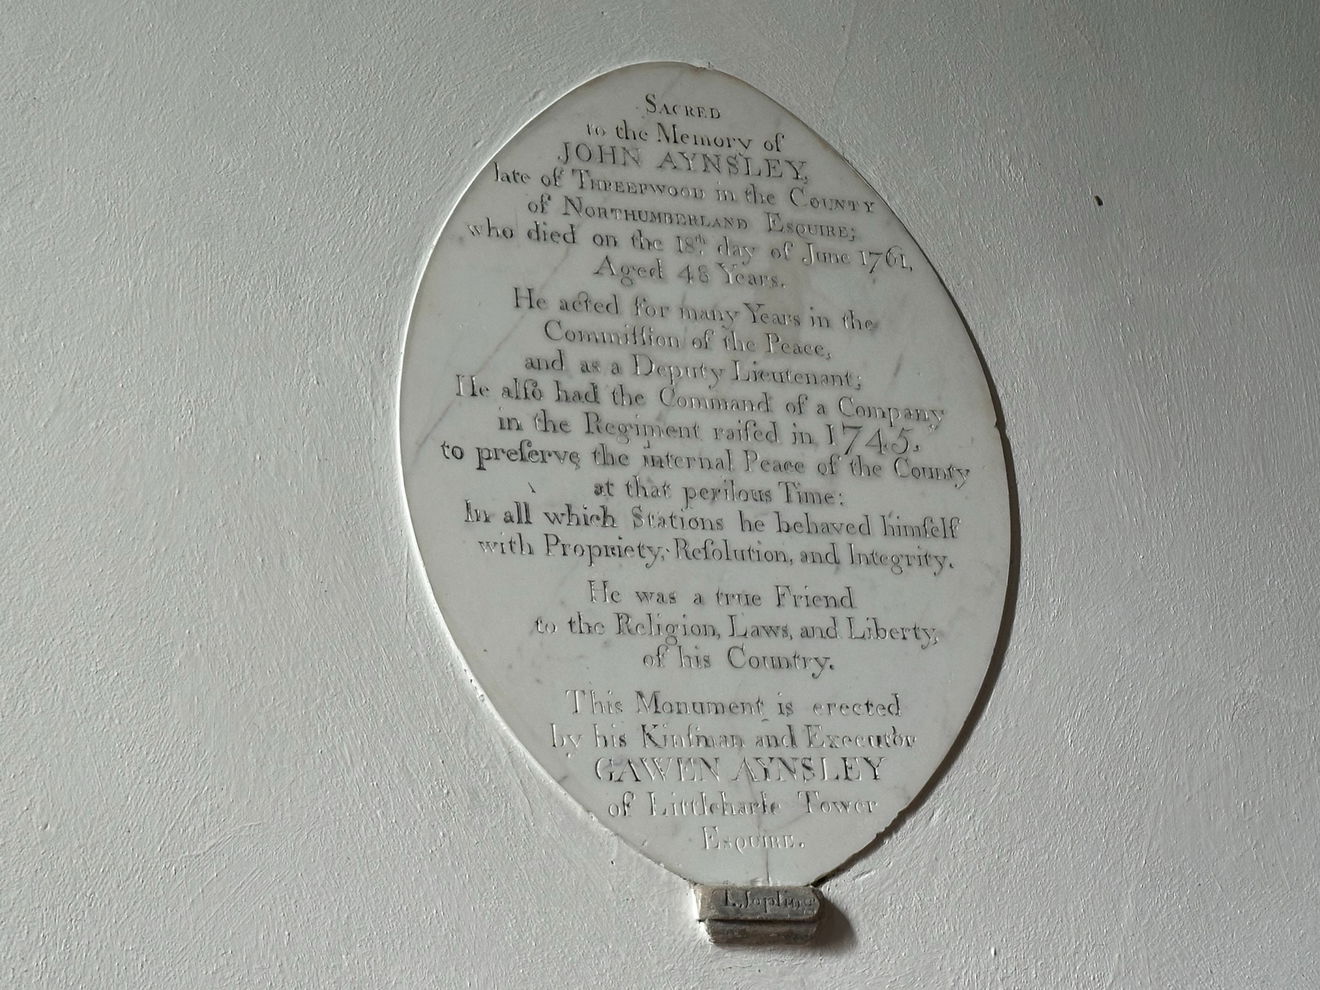 SACRED
to the Memory of
JOHN AYNSLEY,
late of THREEPWOOD in the COUNTY
of NORTHUMBERLAND ESQUIRE;
who died on the 18th day of June 1761,
Aged 48 Years.
He acted for many Years in the
Commiſſion of the Peace,
and as a Deputy Lieutenant;
He alſo had the Command of a Company
in the Regiment raiſed in 1745,
to preſerve the internal Peace of the County
at that perilous Time:
In all which Stations he behaved himſelf
with Propriety, Reſolution, and Integrity.
He was a true Friend
to the Religion, Laws, and Liberty,
of his Country.
This Monument is erected
by his Kinſman and Executor
GAWEN AYNSLEY
of Littleharle Tower
ESQUIRE.
Jopling